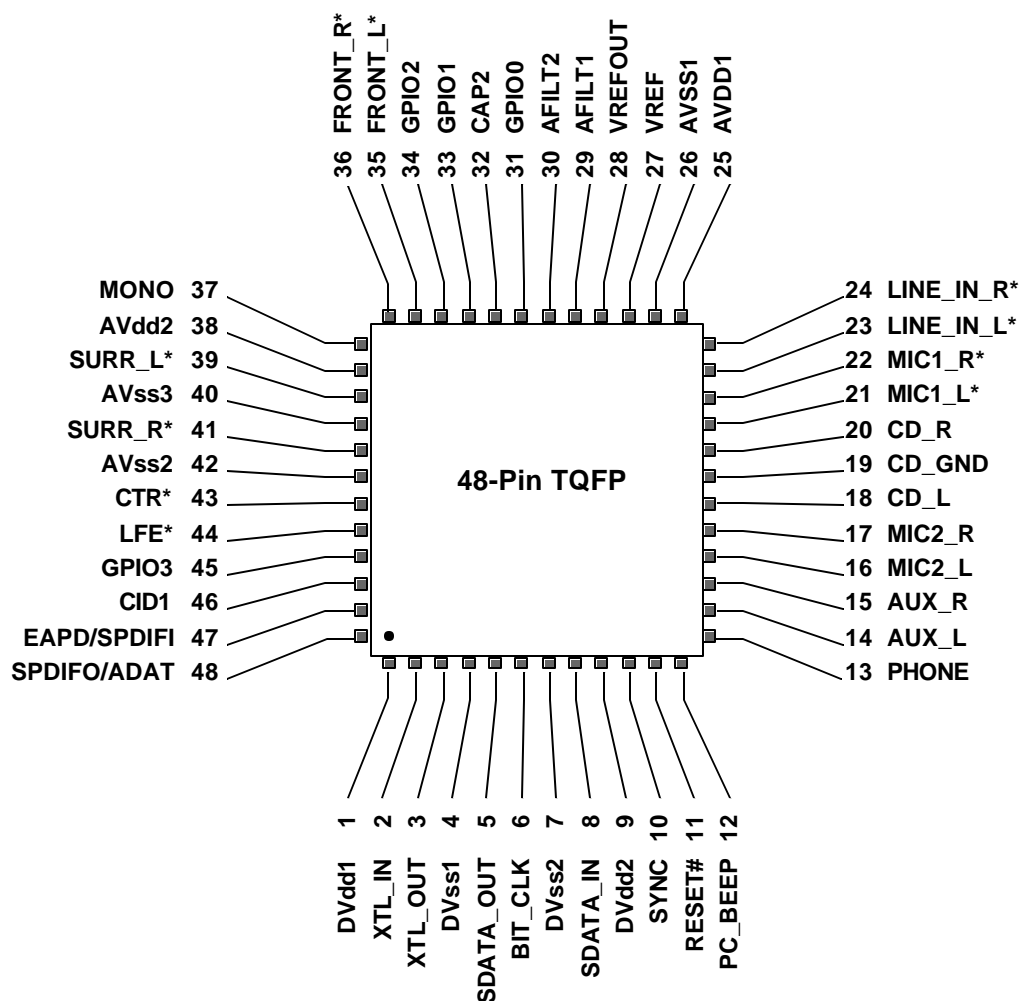 36 FRONT_R*
35 FRONT_L*
34 GPIO2
33 GPIO1
32 CAP2
31 GPIO0
30 AFILT2
29 AFILT1
28 VREFOUT
27 VREF
26 AVSS1
25 AVDD1
MONO 37
AVdd2 38
SURR_L* 39
AVss3 40
SURR_R* 41
AVss2 42
CTR* 43
LFE* 44
GPIO3 45
CID1 46
EAPD/SPDIFI 47
SPDIFO/ADAT 48
48-Pin TQFP
24 LINE_IN_R*
23 LINE_IN_L*
22 MIC1_R*
21 MIC1_L*
20 CD_R
19 CD_GND
18 CD_L
17 MIC2_R
16 MIC2_L
15 AUX_R
14 AUX_L
13 PHONE
DVdd1 1
XTL_IN 2
XTL_OUT 3
DVss1 4
SDATA_OUT 5
BIT_CLK 6
DVss2 7
SDATA_IN 8
DVdd2 9
SYNC 10
RESET# 11
PC_BEEP 12